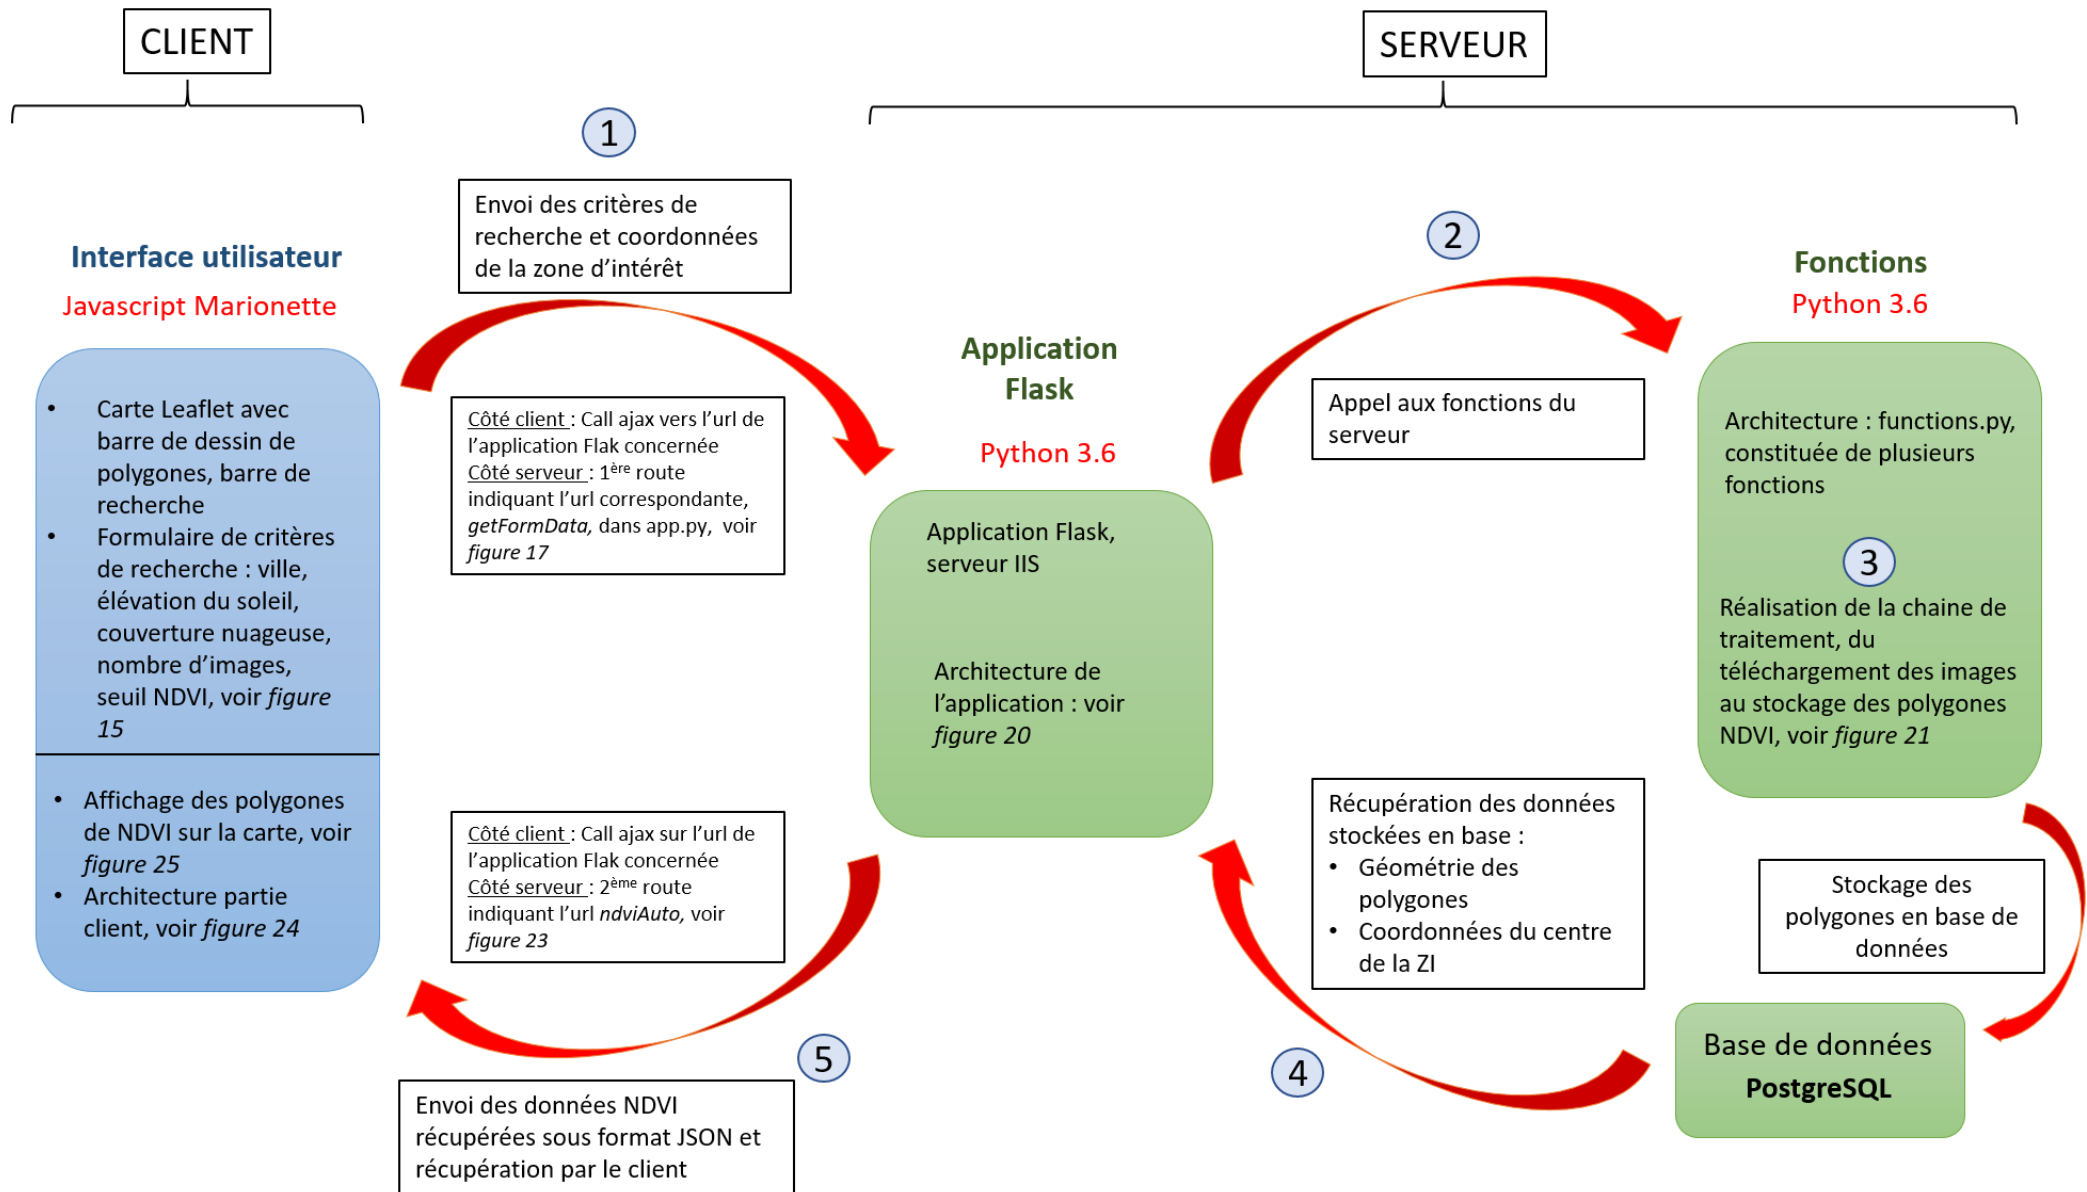 CLIENT
SERVEUR
1
Envoi des critères de
recherche et coordonnées
de la zone d’intérêt
2
Interface utilisateur
Javascript Marionette
Fonctions
Python 3.6
Application
Flask
Python 3.6
• Carte Leaflet avec
barre de dessin de
polygones, barre de
recherche
• Formulaire de critères
de recherche : ville,
élévation du soleil,
couverture nuageuse,
nombre d’images,
seuil NDVI, voir figure
15
• Affichage des polygones
de NDVI sur la carte, voir
figure 25
• Architecture partie
client, voir figure 24
Côté client : Call ajax vers l’url de
l’application Flak concernée
Côté serveur : 1ère route
indiquant l’url correspondante,
getFormData, dans app.py, voir
figure 17
Appel aux fonctions du
serveur
Application Flask,
serveur IIS
Architecture de
l’application : voir
figure 20
Architecture : functions.py,
constituée de plusieurs
fonctions
3
Réalisation de la chaine de
traitement, du
téléchargement des images
au stockage des polygones
NDVI, voir figure 21
Côté client : Call ajax sur l’url de
l’application Flak concernée
Côté serveur : 2ème route
indiquant l’url ndviAuto, voir
figure 23
Récupération des données
stockées en base :
• Géométrie des
polygones
• Coordonnées du centre
de la ZI
Stockage des
polygones en base de
données
Base de données
PostgreSQL
4
5
Envoi des données NDVI
récupérées sous format JSON et
récupération par le client